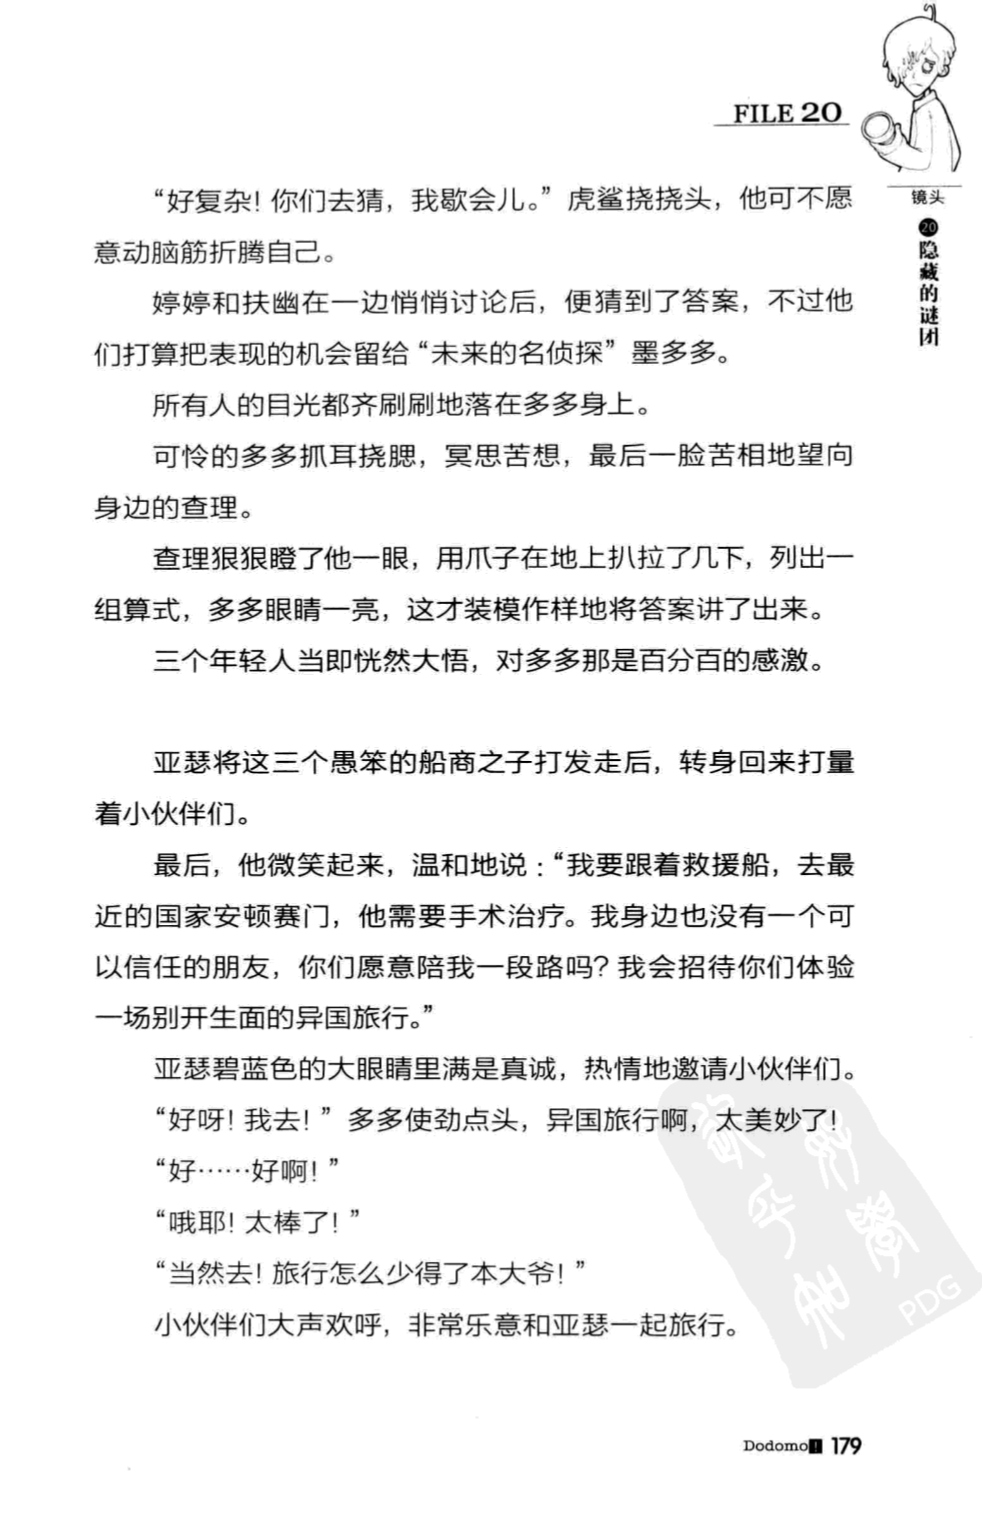 FILE 20
镜头
⑳隐藏的谜团
“好复杂！你们去猜，我歇会儿。”虎鲨挠挠头，他可不愿
意动脑筋折腾自己。
婷婷和扶幽在一边悄悄讨论后，便猜到了答案，不过他
们打算把表现的机会留给“未来的名侦探”墨多多。
所有人的目光都齐刷刷地落在多多身上。
可怜的多多抓耳挠腮，冥思苦想，最后一脸苦相地望向
身边的查理。
查理狠狠瞪了他一眼，用爪子在地上扒拉了几下，列出一
组算式，多多眼睛一亮，这才装模作样地将答案讲了出来。
三个年轻人当即恍然大悟，对多多那是百分百的感激。
亚瑟将这三个愚笨的船商之子打发走后，转身回来打量
着小伙伴们。
最后，他微笑起来，温和地说：“我要跟着救援船，去最
近的国家安顿赛门，他需要手术治疗。我身边也没有一个可
以信任的朋友，你们愿意陪我一段路吗？我会招待你们体验
一场别开生面的异国旅行。”
亚瑟碧蓝色的大眼睛里满是真诚，热情地邀请小伙伴们。
“好呀！我去！”多多使劲点头，异国旅行啊，太美妙了！
“好……好啊！”
“哦耶！太棒了！”
“当然去！旅行怎么少得了本大爷！”
小伙伴们大声欢呼，非常乐意和亚瑟一起旅行。
PDG
Dodomo! 179